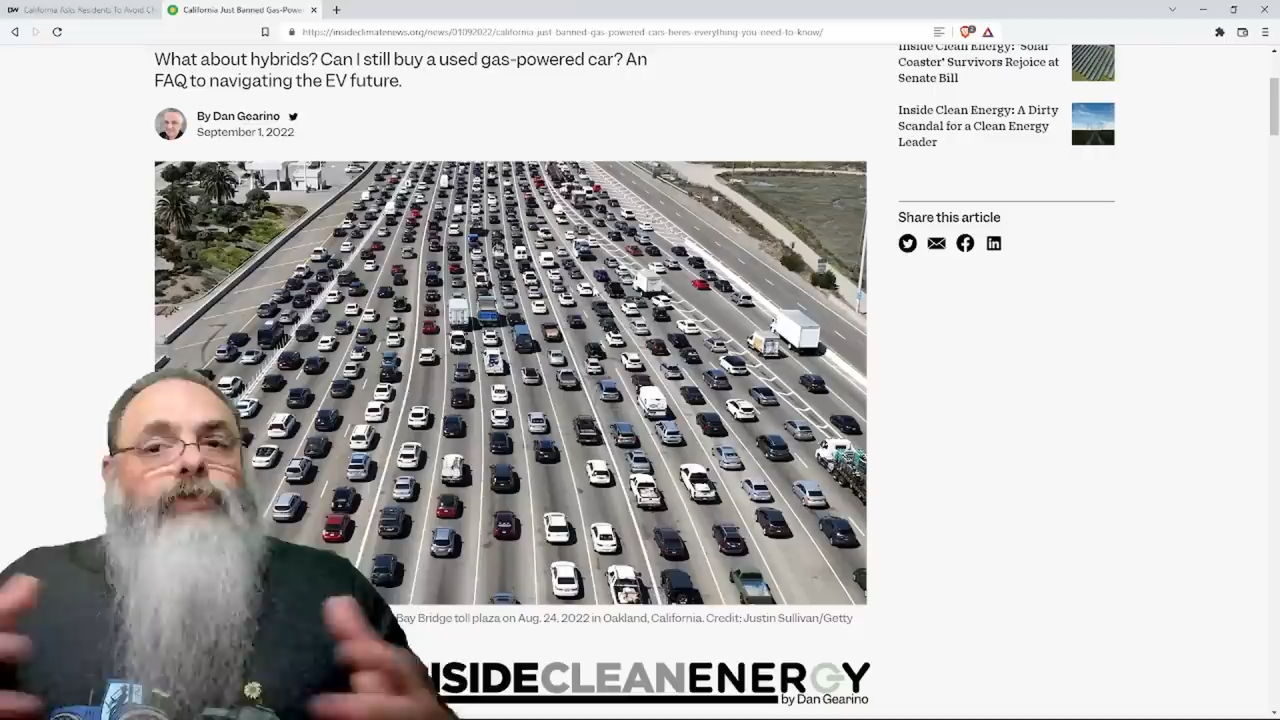 DW California Asks Residents To Avoid Ch
California Just Banned Gas-Powe
https://insideclimatenews.org/news/01092022/california-just-banned-gas-powered-cars-heres-everything-you-need-to-know/
What about hybrids? Can I still buy a used gas-powered car? An
FAQ to navigating the EV future.
By Dan Gearino
September 1, 2022
Inside Clean Energy: 'Solar
Coaster' Survivors Rejoice at
Senate Bill
Inside Clean Energy: A Dirty
Scandal for a Clean Energy
Leader
Share this article
Bay Bridge toll plaza on Aug. 24, 2022 in Oakland, California. Credit: Justin Sullivan/Getty
NSIDECLEANENERGY
by Dan Gearino